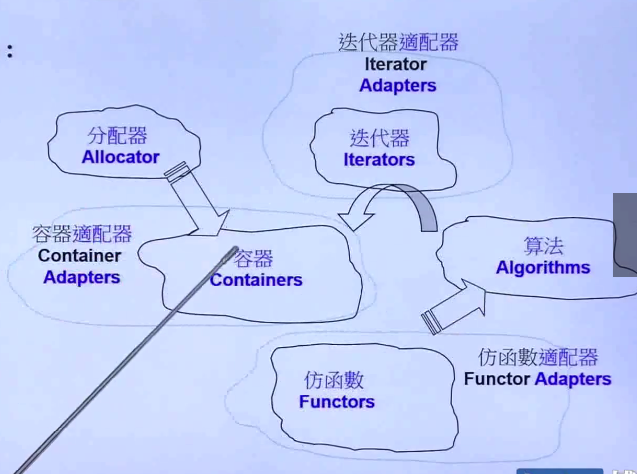 :
迭代器適配器
Iterator
Adapters
分配器
Allocator
迭代器
Iterators
容器適配器
Container
Adapters
容器
Containers
算法
Algorithms
仿函數
Functors
仿函數適配器
Functor Adapters